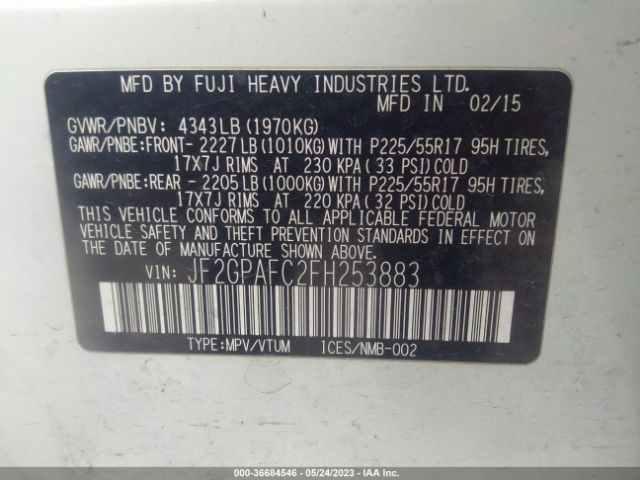 MFD BY FUJI HEAVY INDUSTRIES LTD.
MFD IN 02/15
GVWR/PNBV: 4343LB (1970KG)
GAWR/PNBE:FRONT- 2227 LB (1010KG) WITH P225/55R17 95H TIRES,
17X7J RIMS AT 230 KPA ( 33 PSI) COLD
GAWR/PNBE:REAR - 2205 LB (1000KG) WITH P225/55R17 95H TIRES,
17X7J RIMS AT 220 KPA ( 32 PSI) COLD
THIS VEHICLE CONFORMS TO ALL APPLICABLE FEDERAL MOTOR
VEHICLE SAFETY AND THEFT PREVENTION STANDARDS IN EFFECT ON
THE DATE OF MANUFACTURE SHOWN ABOVE.
VIN: JF2GPAFC2FH253883
TYPE:MPV/VTUM ICES/NMB-002
000-36684546 - 05/24/2023 - IAA Inc.